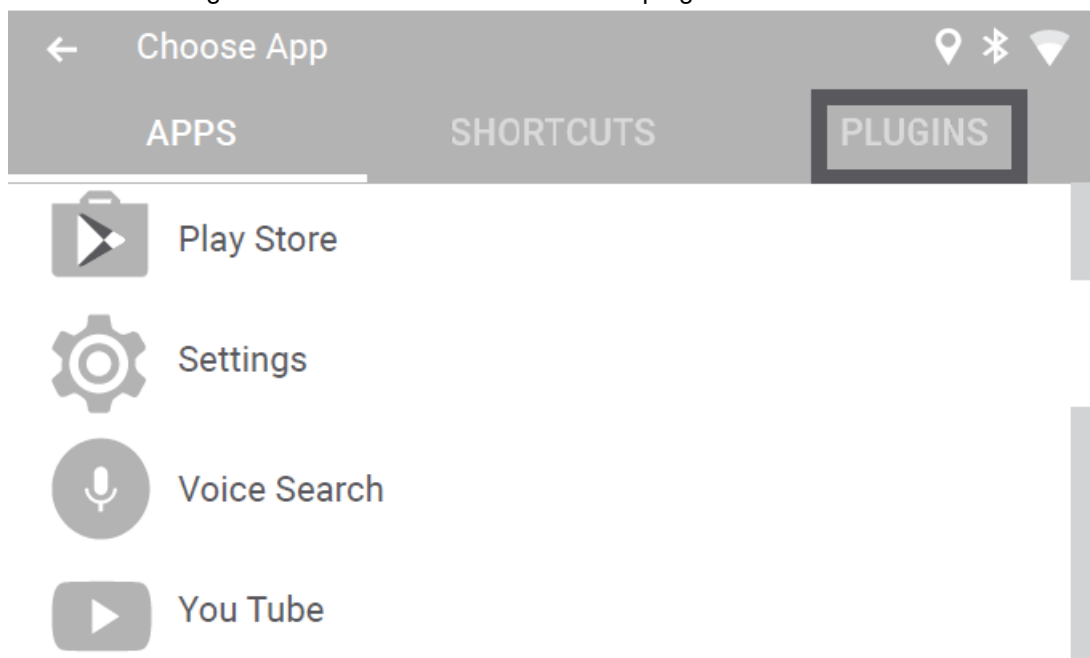 Choose App
APPS SHORTCUTS PLUGINS
Play Store
Settings
Voice Search
You Tube